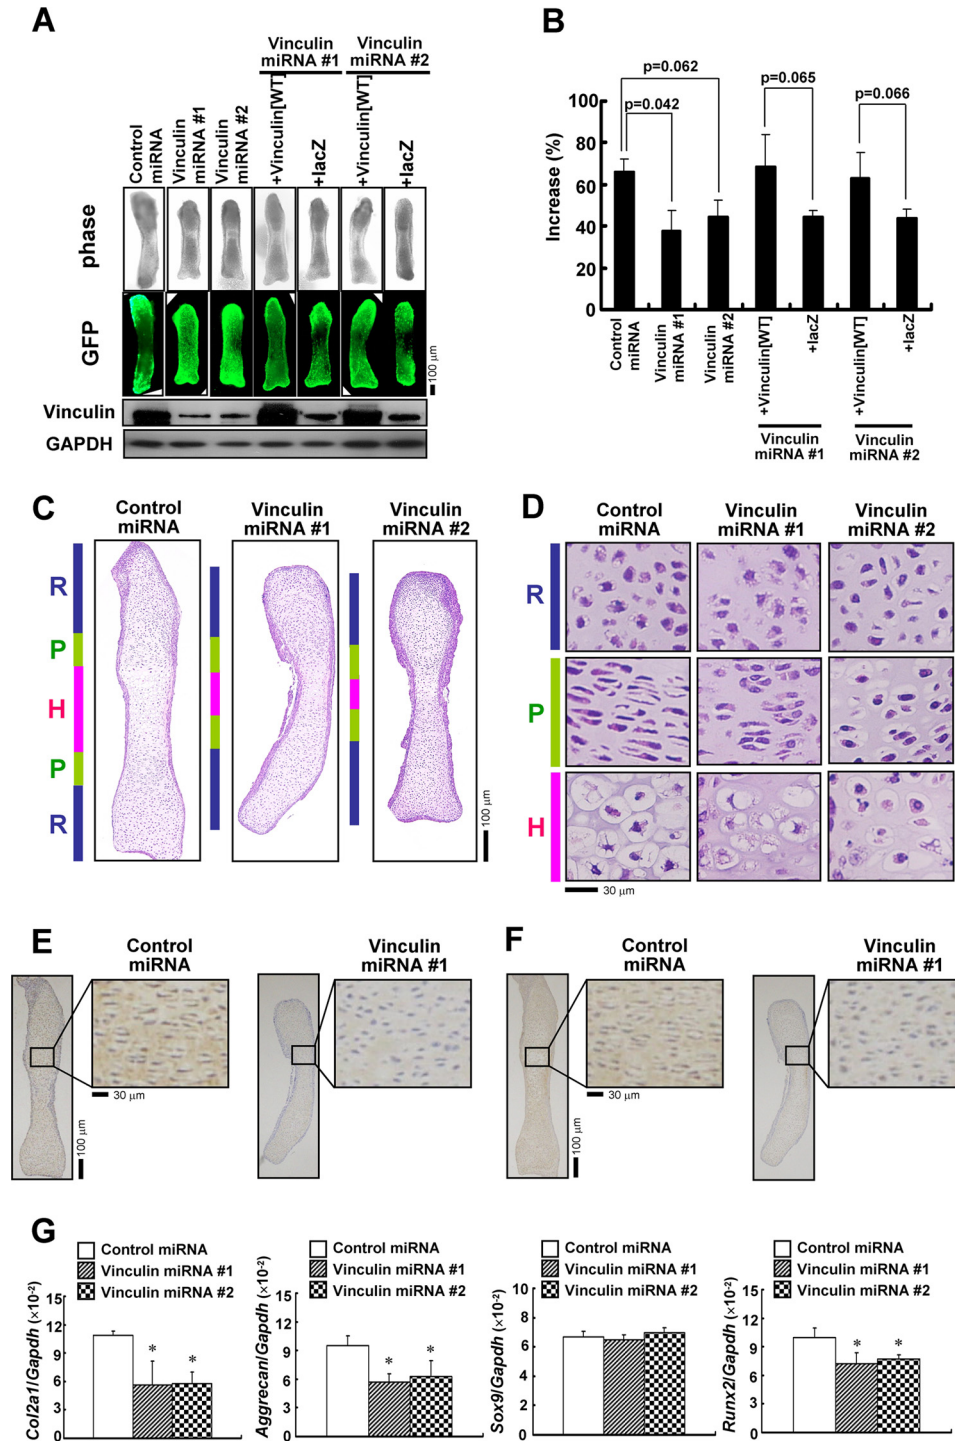 A
Vinculin
miRNA #1
Vinculin
miRNA #2
Control
miRNA
Vinculin
miRNA #1
Vinculin
miRNA #2
+Vinculin[WT]
+lacZ
+Vinculin[WT]
+lacZ
phase
GFP
100 µm
Vinculin
GAPDH
B
p=0.062
p=0.042
p=0.065
p=0.066
Increase (%)
100
80
60
40
20
0
Control
miRNA
Vinculin
miRNA #1
Vinculin
miRNA #2
+Vinculin[WT]
+lacZ
+Vinculin[WT]
+lacZ
Vinculin
miRNA #1
Vinculin
miRNA #2
C
Control
miRNA
Vinculin
miRNA #1
Vinculin
miRNA #2
R
P
H
P
R
100 µm
D
Control
miRNA
Vinculin
miRNA #1
Vinculin
miRNA #2
R
P
H
30 µm
E
Control
miRNA
Vinculin
miRNA #1
30 µm
100 µm
F
Control
miRNA
Vinculin
miRNA #1
30 µm
100 µm
G
Control miRNA
Vinculin miRNA #1
Vinculin miRNA #2
Col2a1/Gapdh (×10-2)
15
12
9
6
3
0
*
*
Control miRNA
Vinculin miRNA #1
Vinculin miRNA #2
Aggrecan/Gapdh (×10-2)
15
12
9
6
3
0
*
*
Control miRNA
Vinculin miRNA #1
Vinculin miRNA #2
Sox9/Gapdh (×10-2)
10
8
6
4
2
0
Control miRNA
Vinculin miRNA #1
Vinculin miRNA #2
Runx2/Gapdh (×10-2)
15
12
9
6
3
0
*
*